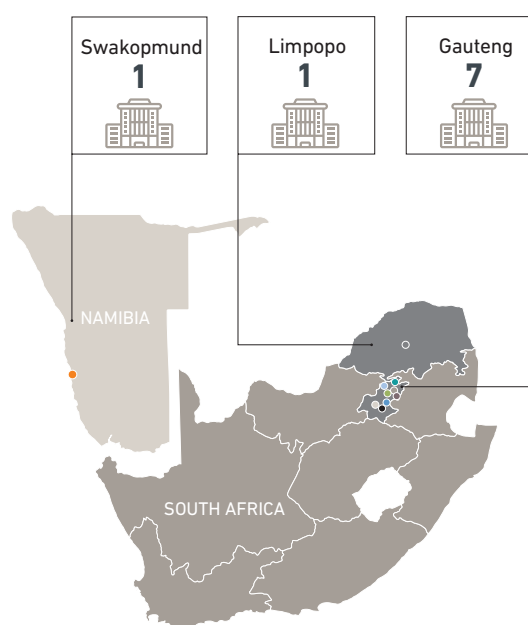 Swakopmund
1
Limpopo
1
Gauteng
7
NAMIBIA
SOUTH AFRICA